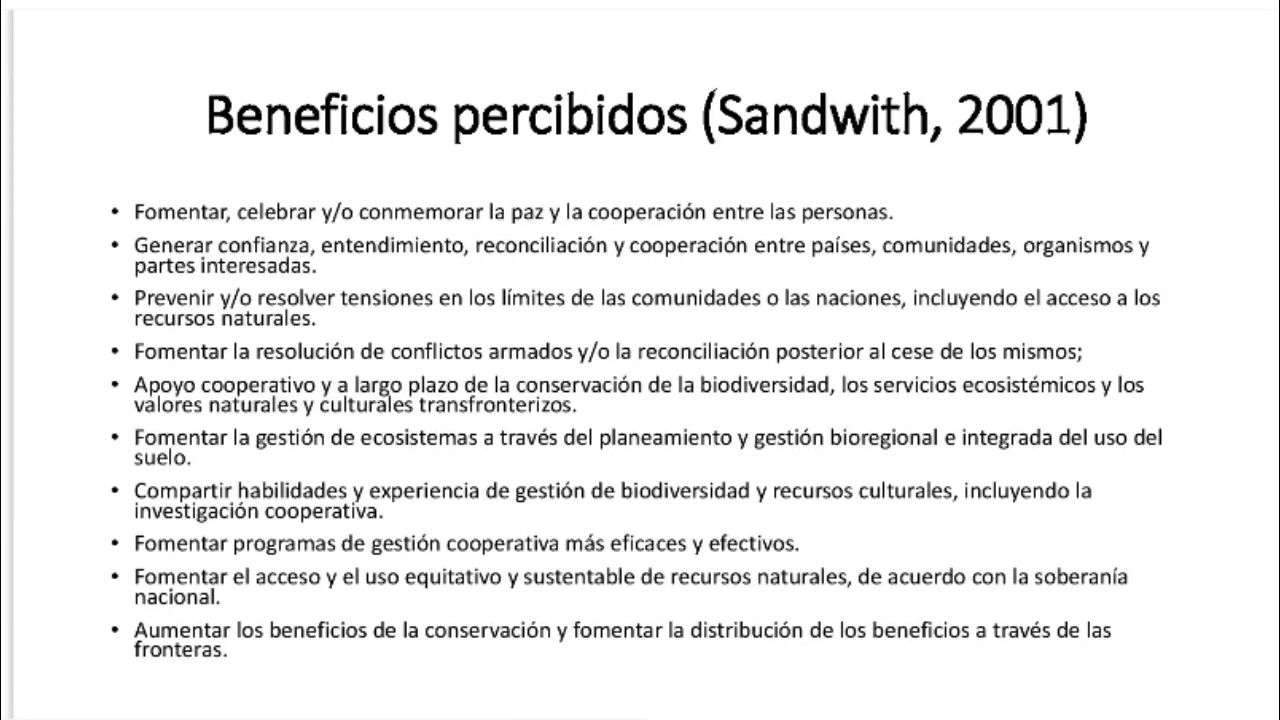 Beneficios percibidos (Sandwith, 2001)
• Fomentar, celebrar y/o conmemorar la paz y la cooperación entre las personas.
• Generar confianza, entendimiento, reconciliación y cooperación entre países, comunidades, organismos y
partes interesadas.
• Prevenir y/o resolver tensiones en los límites de las comunidades o las naciones, incluyendo el acceso a los
recursos naturales.
• Fomentar la resolución de conflictos armados y/o la reconciliación posterior al cese de los mismos;
• Apoyo cooperativo y a largo plazo de la conservación de la biodiversidad, los servicios ecosistémicos y los
valores naturales y culturales transfronterizos.
• Fomentar la gestión de ecosistemas a través del planeamiento y gestión bioregional e integrada del uso del
suelo.
• Compartir habilidades y experiencia de gestión de biodiversidad y recursos culturales, incluyendo la
investigación cooperativa.
• Fomentar programas de gestión cooperativa más eficaces y efectivos.
• Fomentar el acceso y el uso equitativo y sustentable de recursos naturales, de acuerdo con la soberanía
nacional.
• Aumentar los beneficios de la conservación y fomentar la distribución de los beneficios a través de las
fronteras.